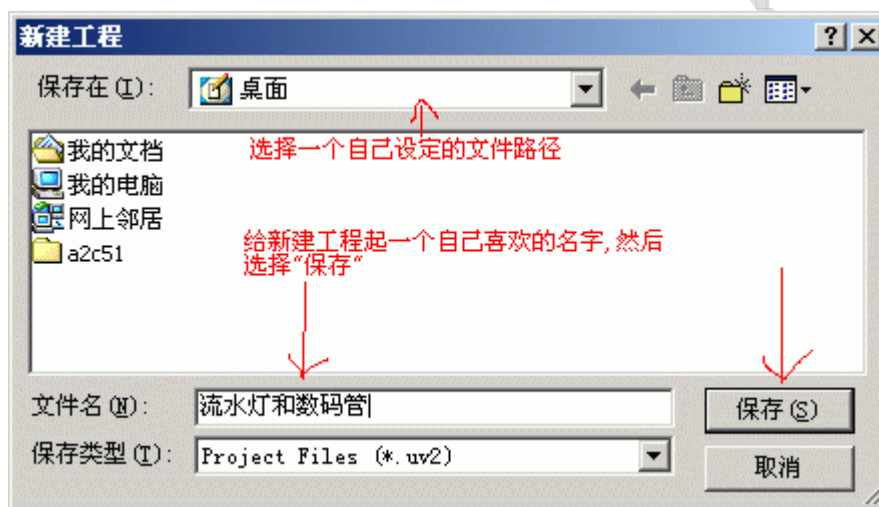 新建工程
保存在(I):
桌面
选择一个自己设定的文件路径
我的文档
我的电脑
网上邻居
a2c51
给新建工程起一个自己喜欢的名字,然后
选择"保存"
文件名(N):
流水灯和数码管
保存(S)
保存类型(T):
Project Files (*.uv2)
取消